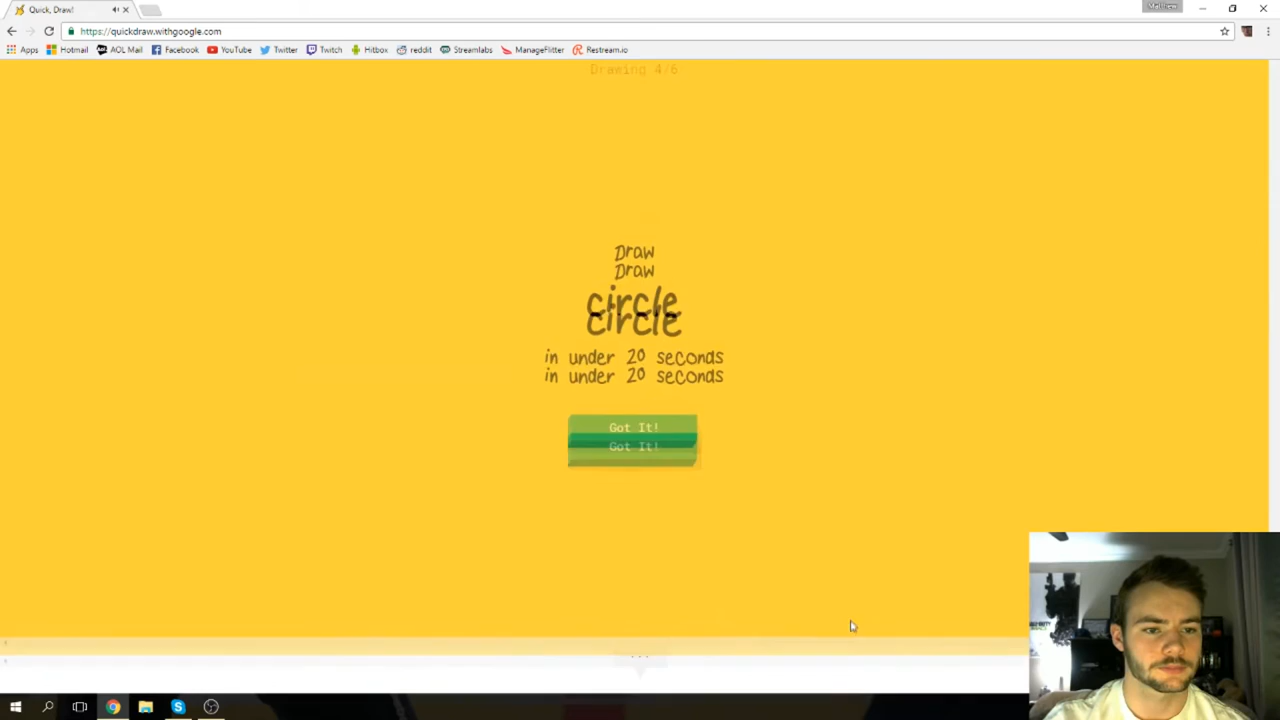 Quick, Draw!
Matthew
https://quickdraw.withgoogle.com
Apps Hotmail AOL Mail Facebook YouTube Twitter Twitch Hitbox reddit Streamlabs ManageFlitter Restream.io
Drawing 4/6
Draw
Draw
circle
circle
in under 20 seconds
in under 20 seconds
Got It!
Got It!
...